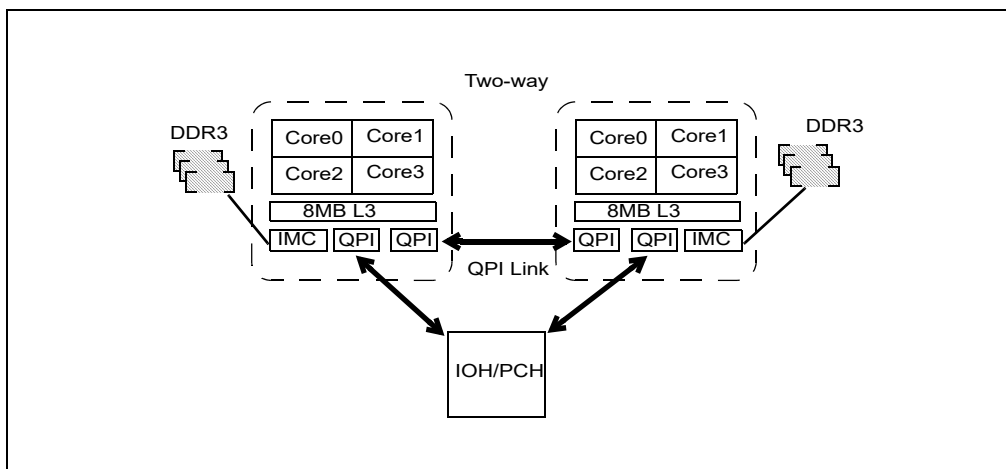 Two-way
DDR3
DDR3
Core0 Core1
Core0 Core1
Core2 Core3
Core2 Core3
8MB L3
8MB L3
IMC QPI QPI
QPI QPI IMC
QPI Link
IOH/PCH